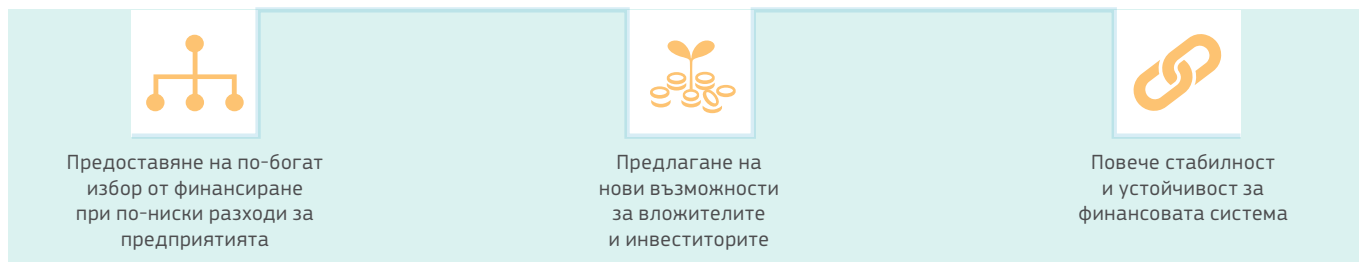 Предоставяне на по-богат
избор от финансиране
при по-ниски разходи за
предприятията
Предлагане на
нови възможности
за вложителите
и инвеститорите
Повече стабилност
и устойчивост за
финансовата система